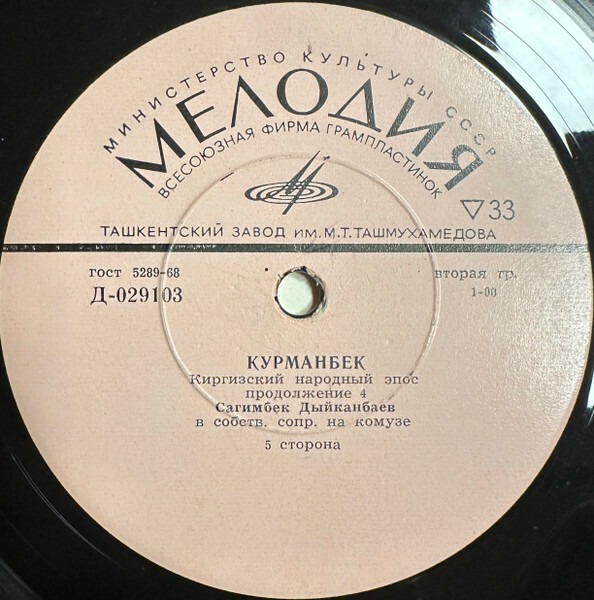 МИНИСТЕРСТВО КУЛЬТУРЫ СССР
МЕЛОДИЯ
ВСЕСОЮЗНАЯ ФИРМА ГРАМПЛАСТИНОК
33
ТАШКЕНТСКИЙ ЗАВОД ИМ. М.Т. ТАШМУХАМЕДОВА
ГОСТ 5289-68
вторая гр.
Д-029103
1-00
КУРМАНБЕК
Киргизский народный эпос
продолжение 4
Сагимбек Дыйканбаев
в собств. сопр. на комузе
5 сторона